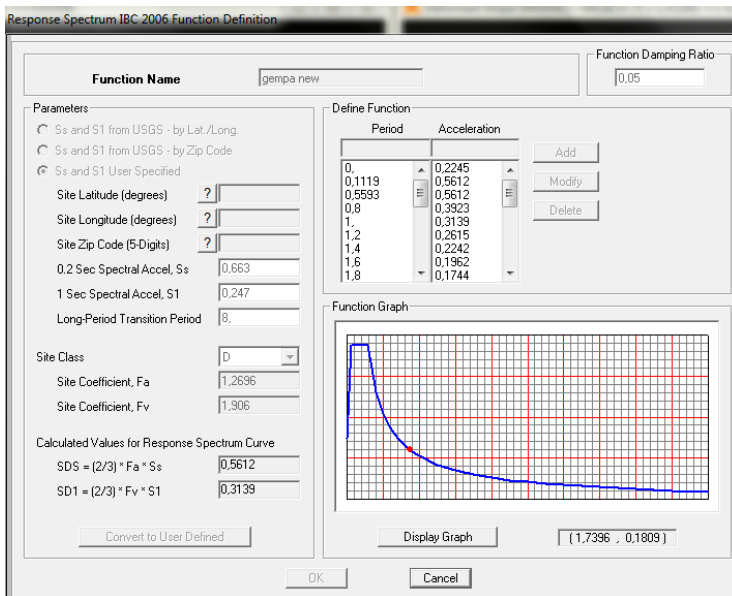 Response Spectrum IBC 2006 Function Definition
Function Name
gempa new
Function Damping Ratio
0,05
Parameters
Ss and S1 from USGS - by Lat./Long.
Ss and S1 from USGS - by Zip Code
Ss and S1 User Specified
Site Latitude (degrees) ?
Site Longitude (degrees) ?
Site Zip Code (5-Digits) ?
0.2 Sec Spectral Accel, Ss 0,663
1 Sec Spectral Accel, S1 0,247
Long-Period Transition Period 8,
Site Class D
Site Coefficient, Fa 1,2696
Site Coefficient, Fv 1,906
Calculated Values for Response Spectrum Curve
SDS = (2/3) * Fa * Ss 0,5612
SD1 = (2/3) * Fv * S1 0,3139
Convert to User Defined
Define Function
Period Acceleration
0, 0,2245
0,1119 0,5612
0,5593 0,5612
0,8 0,3923
1, 0,3139
1,2 0,2615
1,4 0,2242
1,6 0,1962
1,8 0,1744
Add
Modify
Delete
Function Graph
Display Graph
(1,7396 , 0,1809)
OK
Cancel